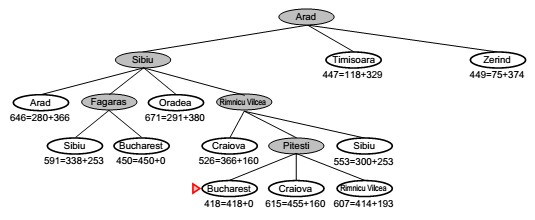 Arad
Sibiu Timisoara Zerind
447=118+329 449=75+374
Arad Fagaras Oradea Rimnicu Vilcea
646=280+366 671=291+380
Sibiu Bucharest Craiova Pitesti Sibiu
591=338+253 450=450+0 526=366+160 553=300+253
Bucharest Craiova Rimnicu Vilcea
418=418+0 615=455+160 607=414+193